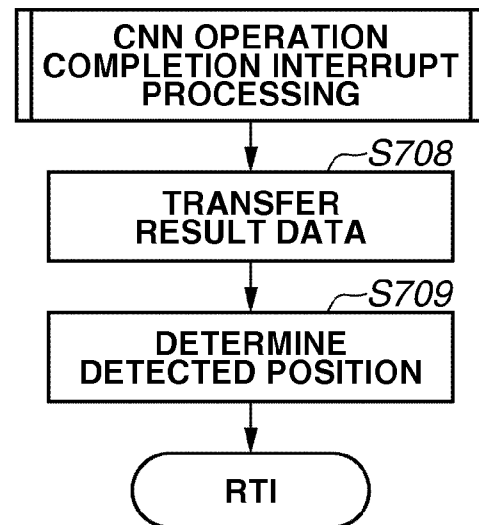 CNN OPERATION
COMPLETION INTERRUPT
PROCESSING
S708
TRANSFER
RESULT DATA
S709
DETERMINE
DETECTED POSITION
RTI